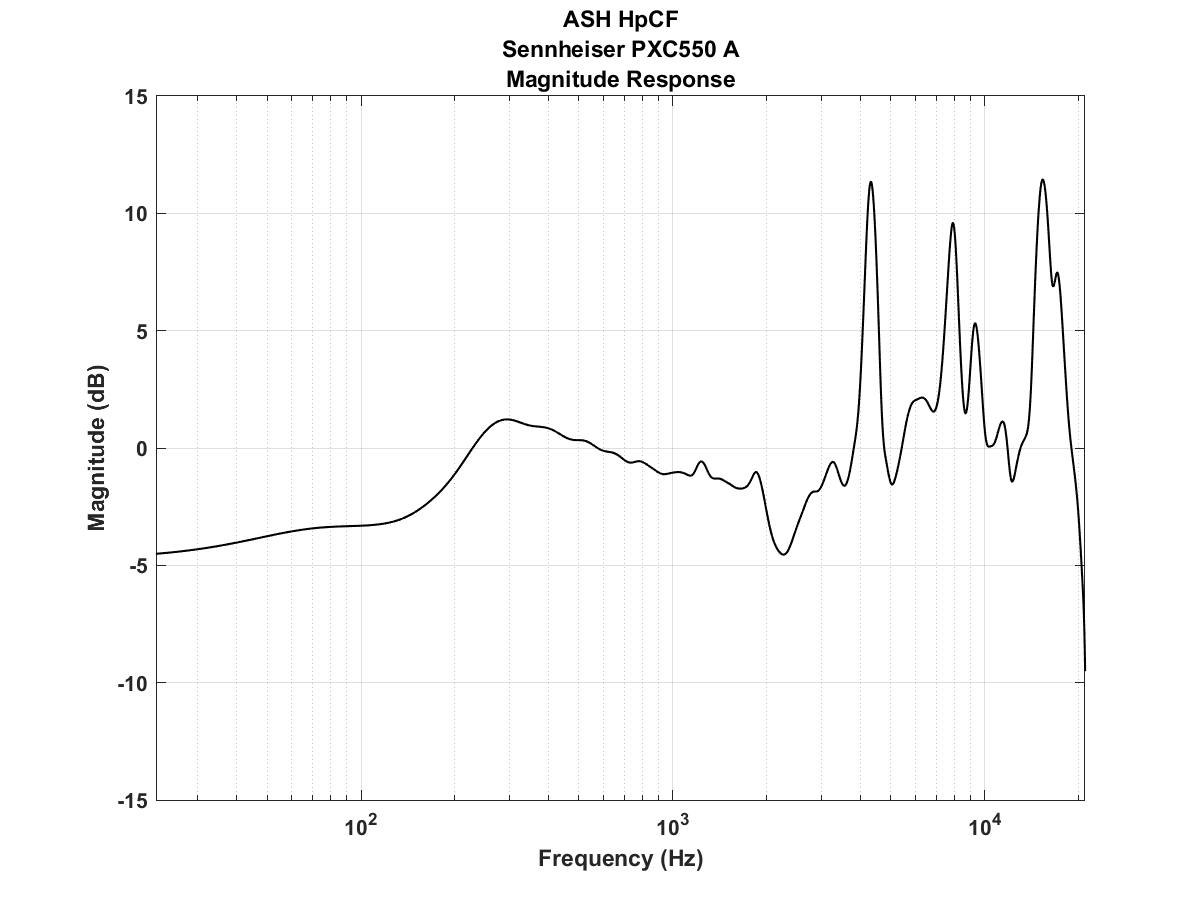 ASH HpCF
Sennheiser PXC550 A
Magnitude Response
15
10
5
0
-5
-10
-15
Magnitude (dB)
10² 10³ 10⁴
Frequency (Hz)